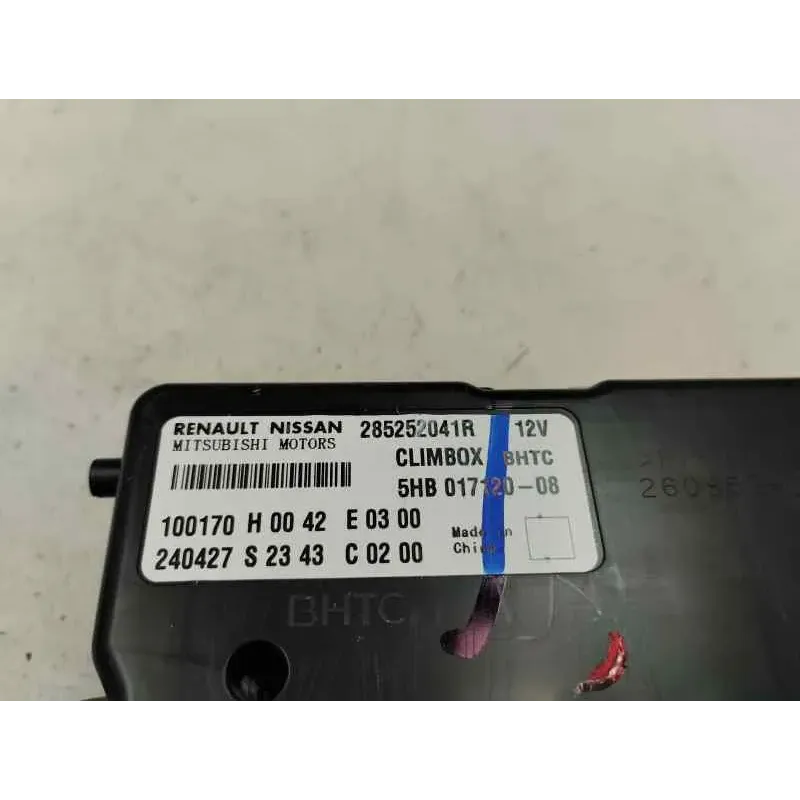 RENAULT NISSAN 285252041R 12V
MITSUBISHI MOTORS
CLIMBOX BHTC
5HB 017120-08
100170 H 00 42 E 03 00
240427 S 23 43 C 02 00
Made in
China
BHTC